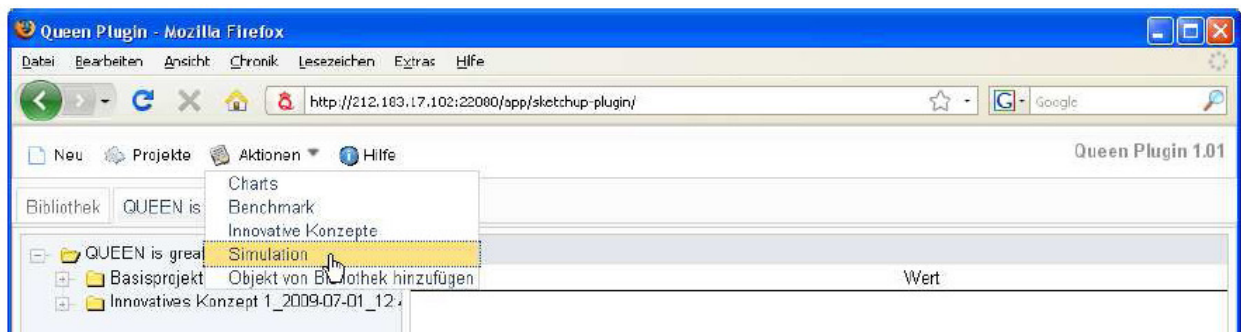 Queen Plugin - Mozilla Firefox
Datei Bearbeiten Ansicht Chronik Lesezeichen Extras Hilfe
http://212.183.17.102:22080/app/sketchup-plugin/ G Google
Neu Projekte Aktionen Hilfe Queen Plugin 1.01
Charts
Bibliothek QUEEN is Benchmark
Innovative Konzepte
QUEEN is great Simulation
Basisprojekt Objekt von Bibliothek hinzufügen Wert
Innovatives Konzept 1_2009-07-01_12